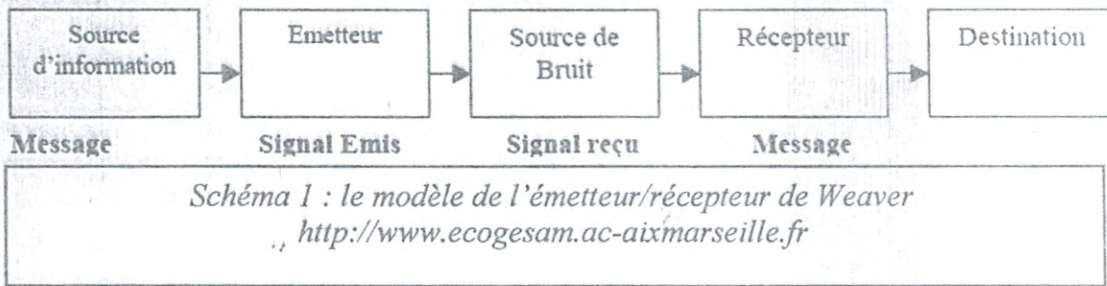 Source
d'information
Emetteur
Source de
Bruit
Récepteur
Destination
Message
Signal Emis
Signal reçu
Message
Schéma 1 : le modèle de l'émetteur/récepteur de Weaver
http://www.ecogesam.ac-aixmarseille.fr